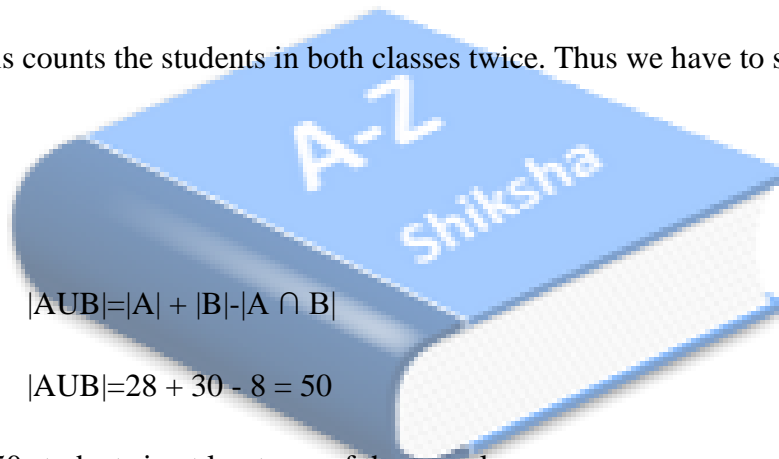 s counts the students in both classes twice. Thus we have to s
A-Z
Shiksha
|AUB|=|A| + |B|-|A ∩ B|
|AUB|=28 + 30 - 8 = 50